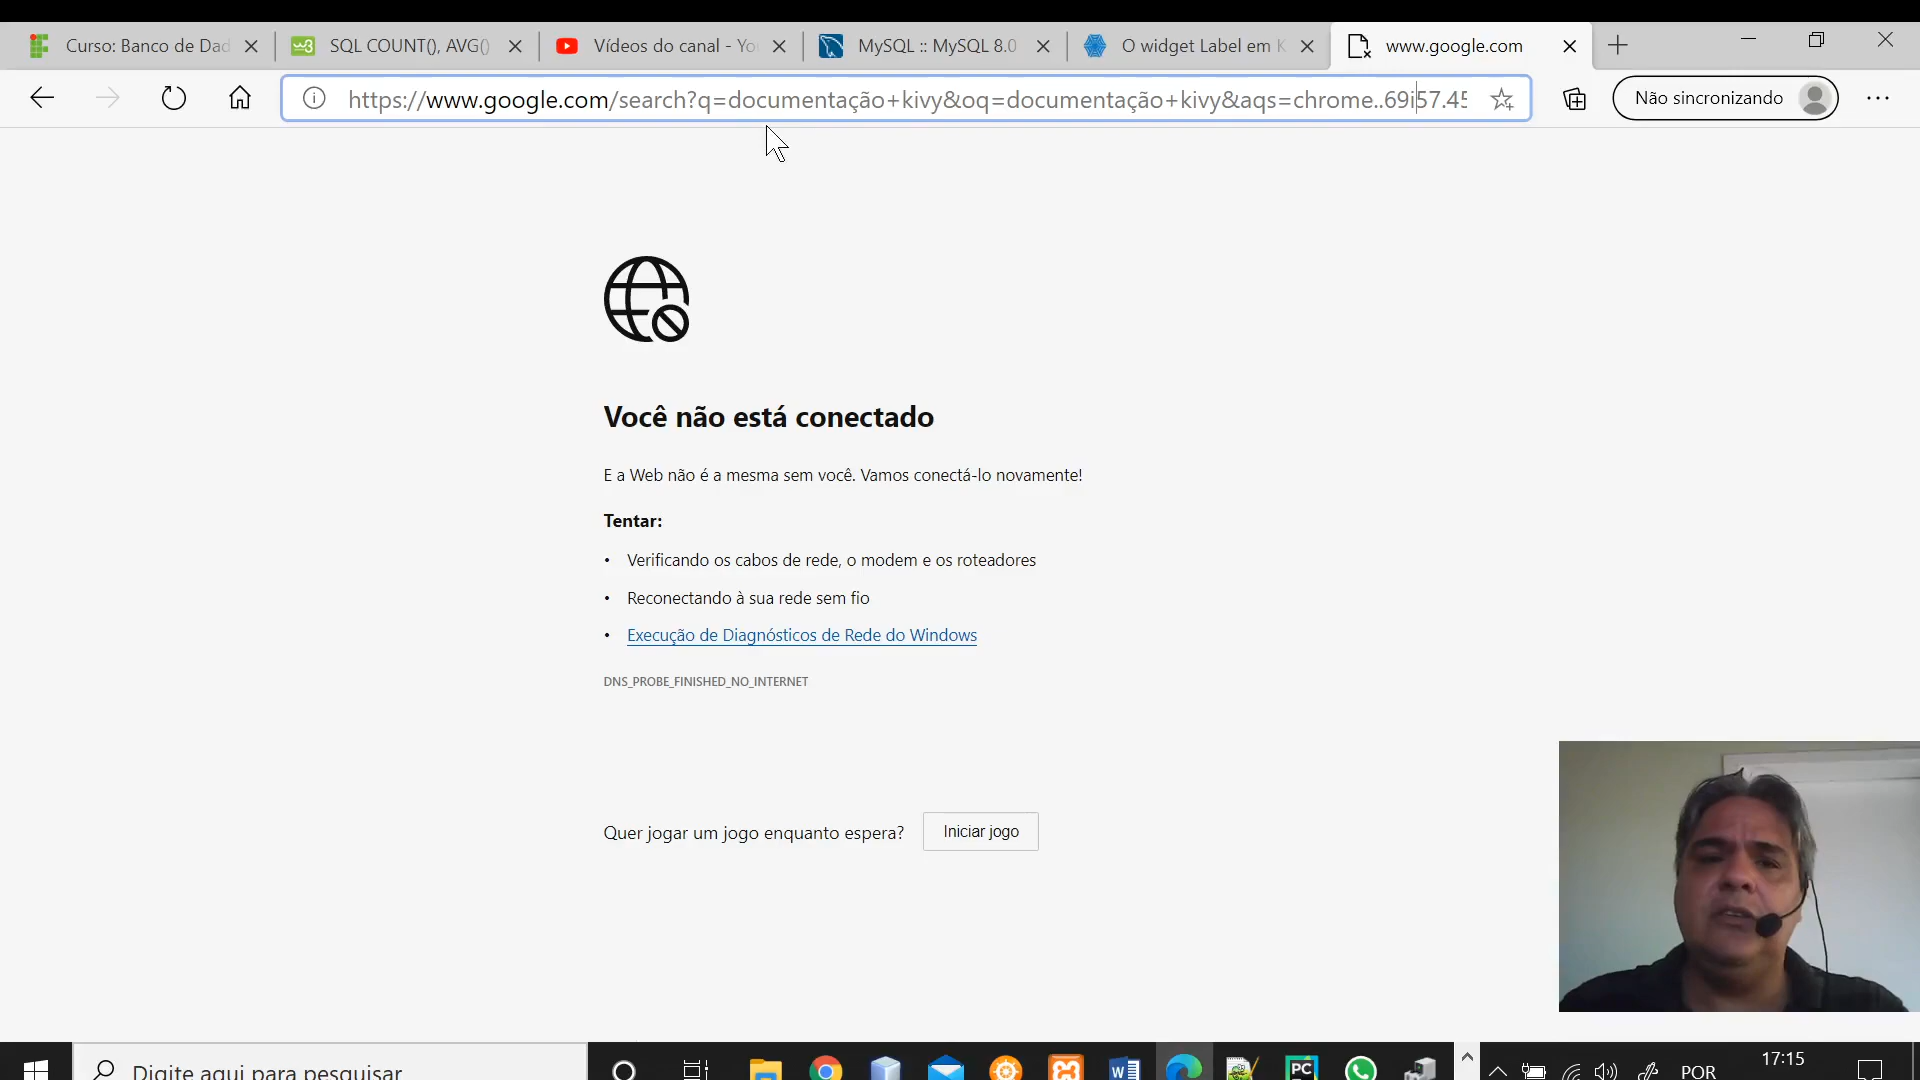 Curso: Banco de Dad
SQL COUNT(), AVG()
Vídeos do canal - Yo
MySQL :: MySQL 8.0
O widget Label em K
www.google.com
https://www.google.com/search?q=documentação+kivy&oq=documentação+kivy&aqs=chrome..69i57.45
Não sincronizando
Você não está conectado
E a Web não é a mesma sem você. Vamos conectá-lo novamente!
Tentar:
• Verificando os cabos de rede, o modem e os roteadores
• Reconectando à sua rede sem fio
• Execução de Diagnósticos de Rede do Windows
DNS_PROBE_FINISHED_NO_INTERNET
Quer jogar um jogo enquanto espera?
Iniciar jogo
Digite aqui para pesquisar
POR
17:15